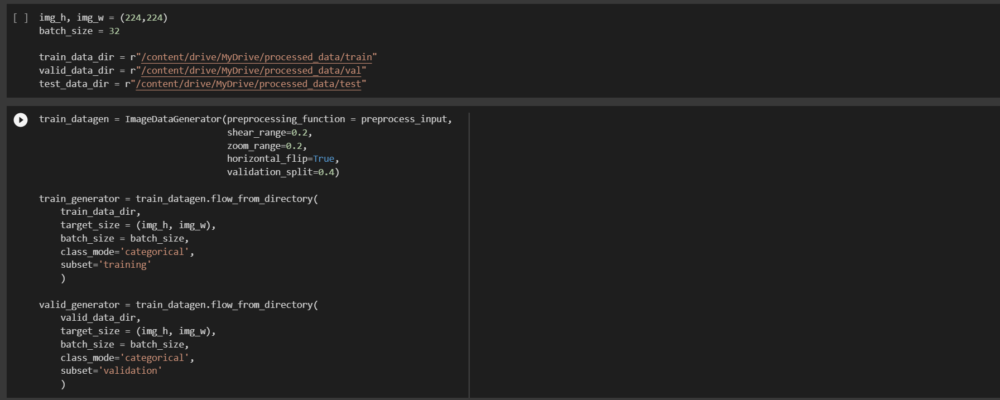 [ ] img_h, img_w = (224,224)
batch_size = 32
train_data_dir = r"/content/drive/MyDrive/processed_data/train"
valid_data_dir = r"/content/drive/MyDrive/processed_data/val"
test_data_dir = r"/content/drive/MyDrive/processed_data/test"
train_datagen = ImageDataGenerator(preprocessing_function = preprocess_input,
shear_range=0.2,
zoom_range=0.2,
horizontal_flip=True,
validation_split=0.4)
train_generator = train_datagen.flow_from_directory(
train_data_dir,
target_size = (img_h, img_w),
batch_size = batch_size,
class_mode='categorical',
subset='training'
)
valid_generator = train_datagen.flow_from_directory(
valid_data_dir,
target_size = (img_h, img_w),
batch_size = batch_size,
class_mode='categorical',
subset='validation'
)